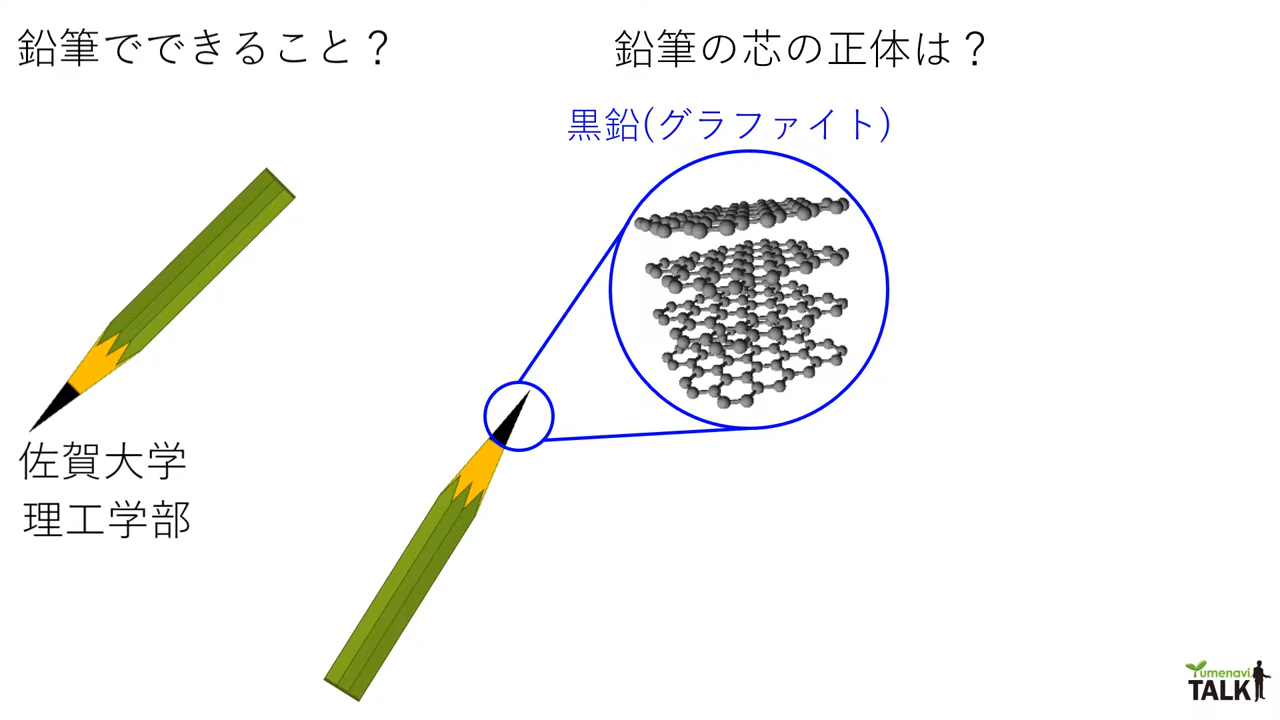 鉛筆でできること？
鉛筆の芯の正体は？
黒鉛(グラファイト)
佐賀大学
理工学部
Yumenavi
TALK